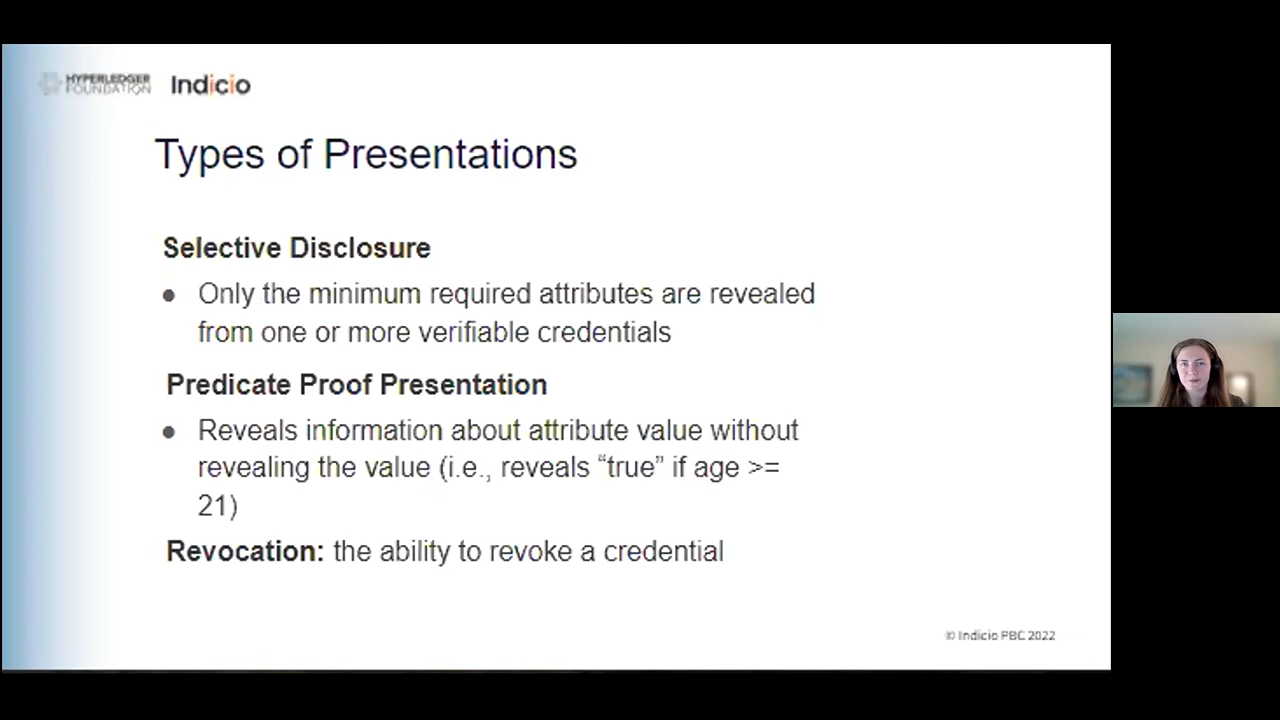 HYPERLEDGER
FOUNDATION
Indicio
Types of Presentations
Selective Disclosure
● Only the minimum required attributes are revealed
from one or more verifiable credentials
Predicate Proof Presentation
● Reveals information about attribute value without
revealing the value (i.e., reveals “true” if age >=
21)
Revocation: the ability to revoke a credential
© Indicio PBC 2022